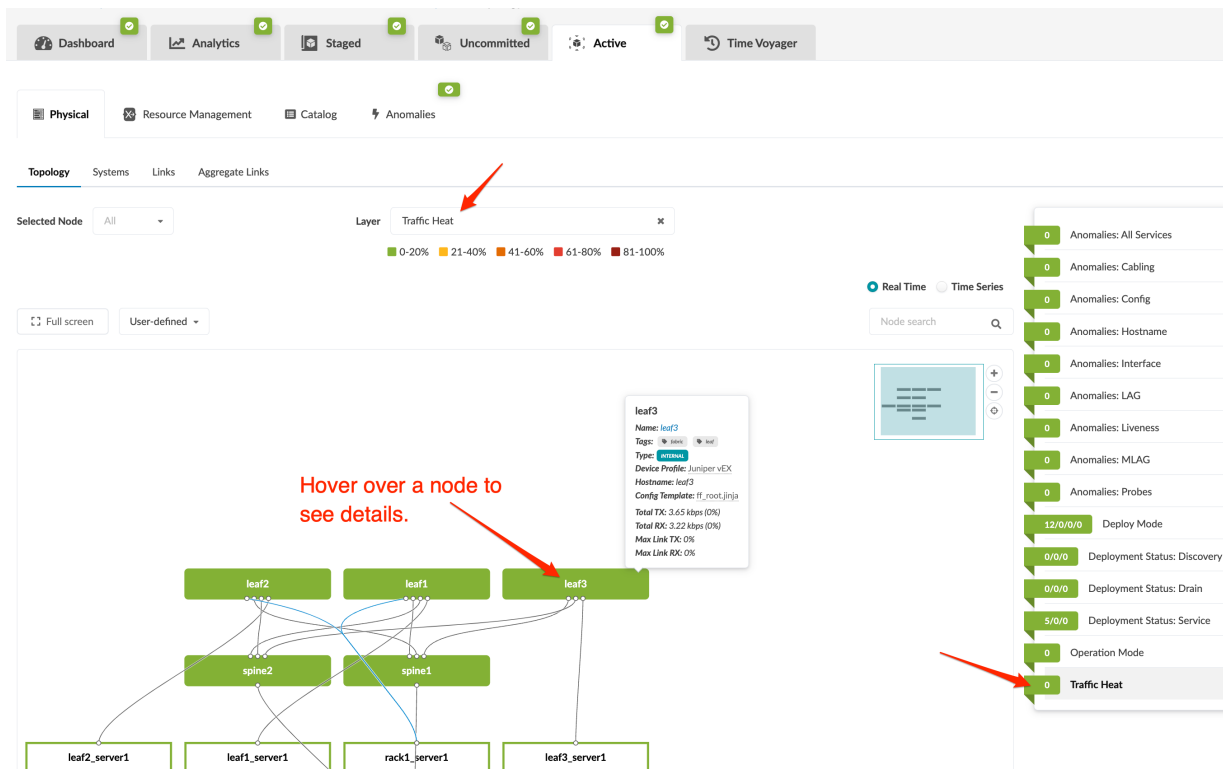 Dashboard
Analytics
Staged
Uncommitted
Active
Time Voyager
Physical
Resource Management
Catalog
Anomalies
Topology
Systems
Links
Aggregate Links
Selected Node
All
Layer
Traffic Heat
0-20%
21-40%
41-60%
61-80%
81-100%
Real Time
Time Series
Full screen
User-defined
Node search
leaf3
Name: leaf3
Tags: fabric leaf
Type: INTERNAL
Device Profile: Juniper vEX
Hostname: leaf3
Config Template: ff_root.jinja
Total TX: 3.65 kbps (0%)
Total RX: 3.22 kbps (0%)
Max Link TX: 0%
Max Link RX: 0%
Hover over a node to
see details.
leaf2
leaf1
leaf3
spine2
spine1
leaf2_server1
leaf1_server1
rack1_server1
leaf3_server1
0 Anomalies: All Services
0 Anomalies: Cabling
0 Anomalies: Config
0 Anomalies: Hostname
0 Anomalies: Interface
0 Anomalies: LAG
0 Anomalies: Liveness
0 Anomalies: MLAG
0 Anomalies: Probes
12/0/0/0 Deploy Mode
0/0/0 Deployment Status: Discovery
0/0/0 Deployment Status: Drain
5/0/0 Deployment Status: Service
0 Operation Mode
0 Traffic Heat